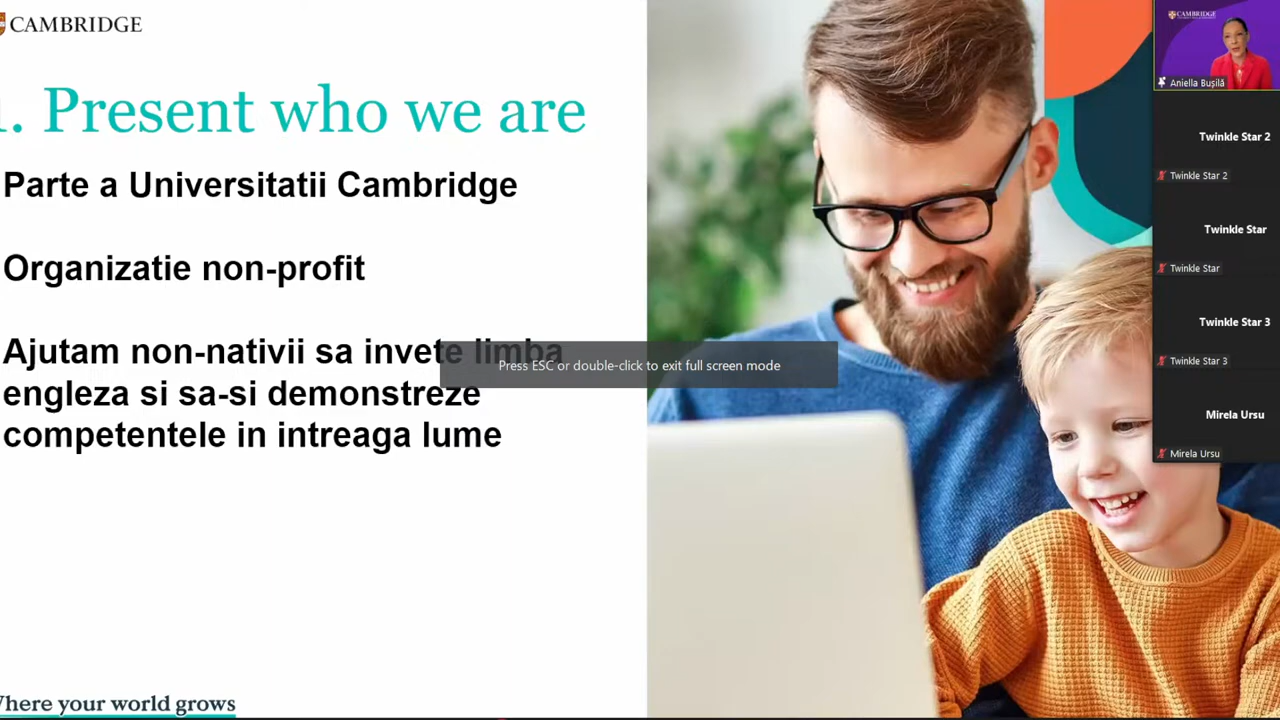 CAMBRIDGE
1. Present who we are
Parte a Universitatii Cambridge
Organizatie non-profit
Ajutam non-nativii sa invete limba
engleza si sa-si demonstreze
competentele in intreaga lume
Press ESC or double-click to exit full screen mode
Where your world grows
CAMBRIDGE
Aniella Bușilă
Twinkle Star 2
Twinkle Star 2
Twinkle Star
Twinkle Star
Twinkle Star 3
Twinkle Star 3
Mirela Ursu
Mirela Ursu